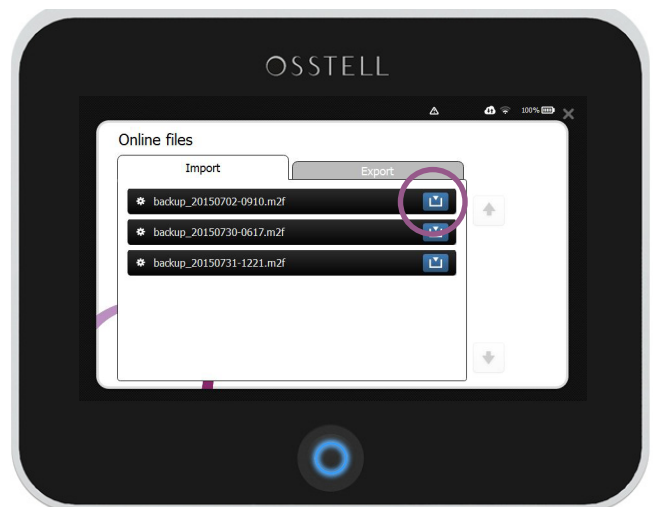 OSSTELL
100%
Online files
Import
Export
backup_20150702-0910.m2f
backup_20150730-0617.m2f
backup_20150731-1221.m2f